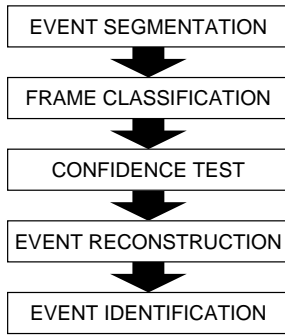 EVENT SEGMENTATION
FRAME CLASSIFICATION
CONFIDENCE TEST
EVENT RECONSTRUCTION
EVENT IDENTIFICATION